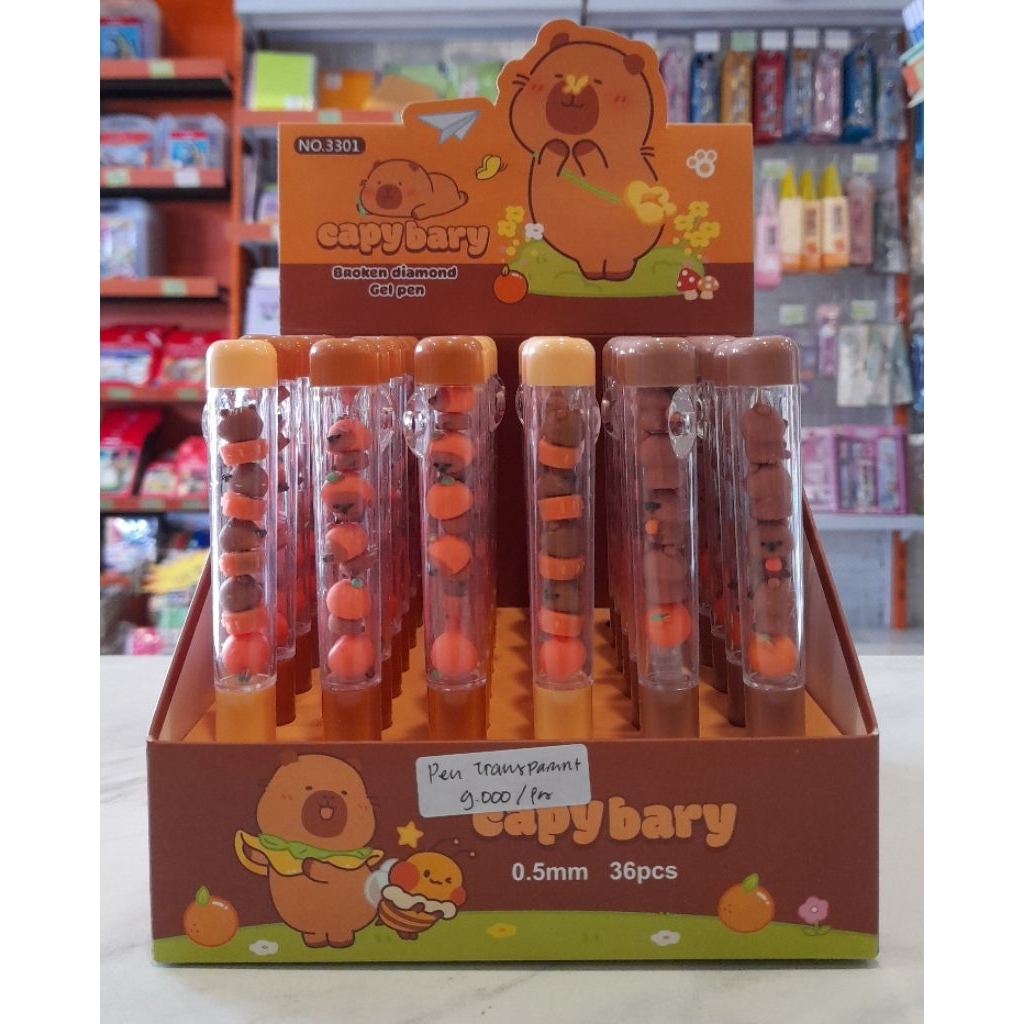 NO.3301
capybary
Broken diamond
Gel pen
Pen Transparant
9.000/pcs
capybary
0.5mm 36pcs